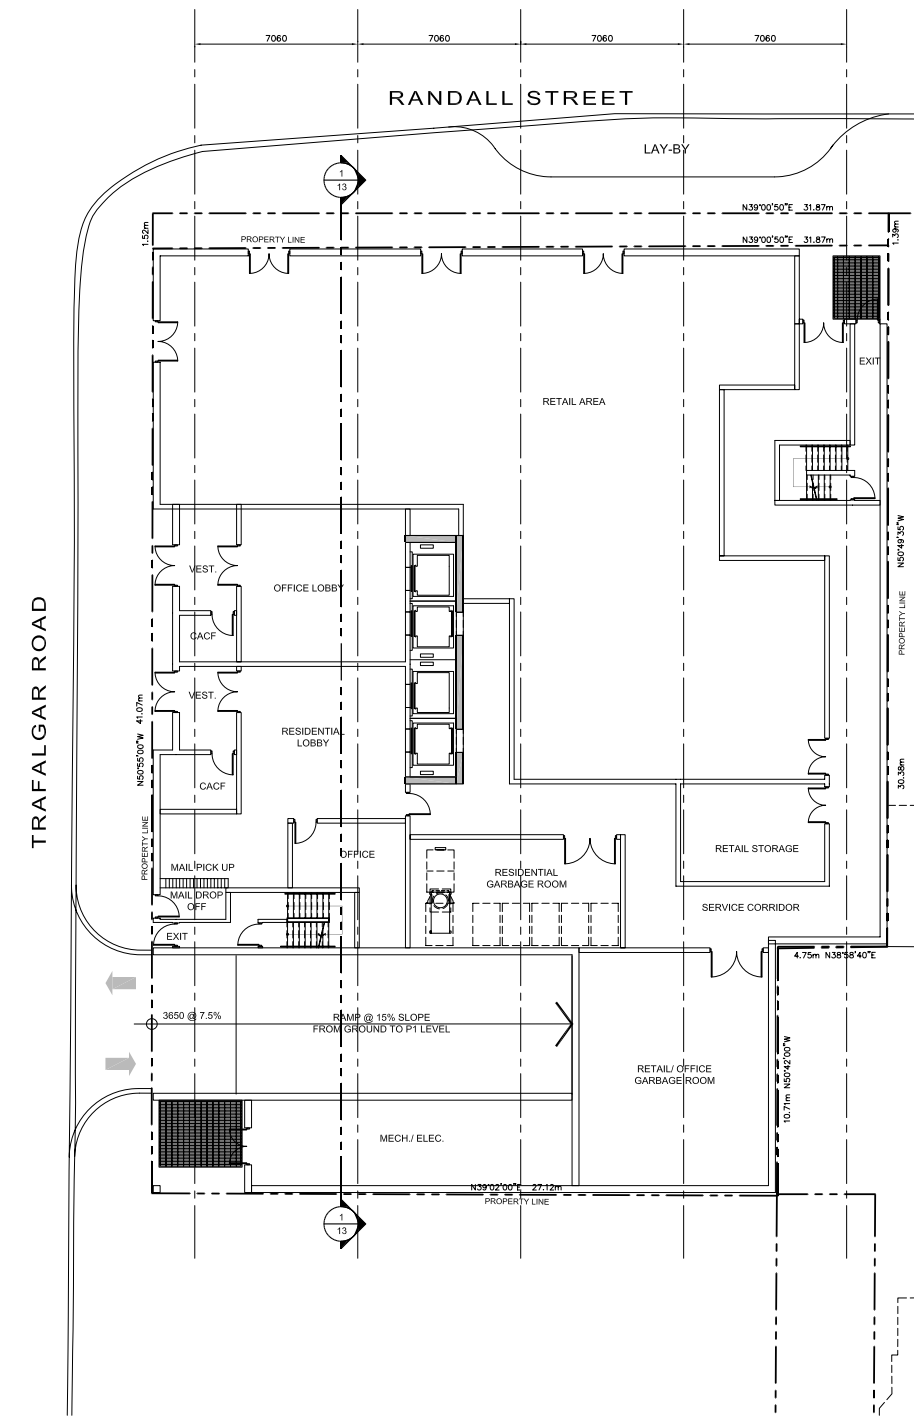 7060 7060 7060 7060
RANDALL STREET
LAY-BY
1
13
N39°00'50"E 31.87m
1.52m
PROPERTY LINE
N39°00'50"E 31.87m
1.39m
EXIT
RETAIL AREA
N50°49'35"W
PROPERTY LINE
30.38m
VEST.
OFFICE LOBBY
CACF
TRAFALGAR ROAD
VEST.
N50°55'00"W 41.07m
PROPERTY LINE
RESIDENTIAL
LOBBY
CACF
OFFICE
MAIL PICK UP
MAIL DROP
OFF
EXIT
RESIDENTIAL
GARBAGE ROOM
RETAIL STORAGE
SERVICE CORRIDOR
4.75m N38°58'40"E
3650 @ 7.5%
RAMP @ 15% SLOPE
FROM GROUND TO P1 LEVEL
RETAIL/ OFFICE
GARBAGE ROOM
10.71m N50°42'00"W
MECH./ ELEC.
N39°02'00"E 27.12m
PROPERTY LINE
1
13